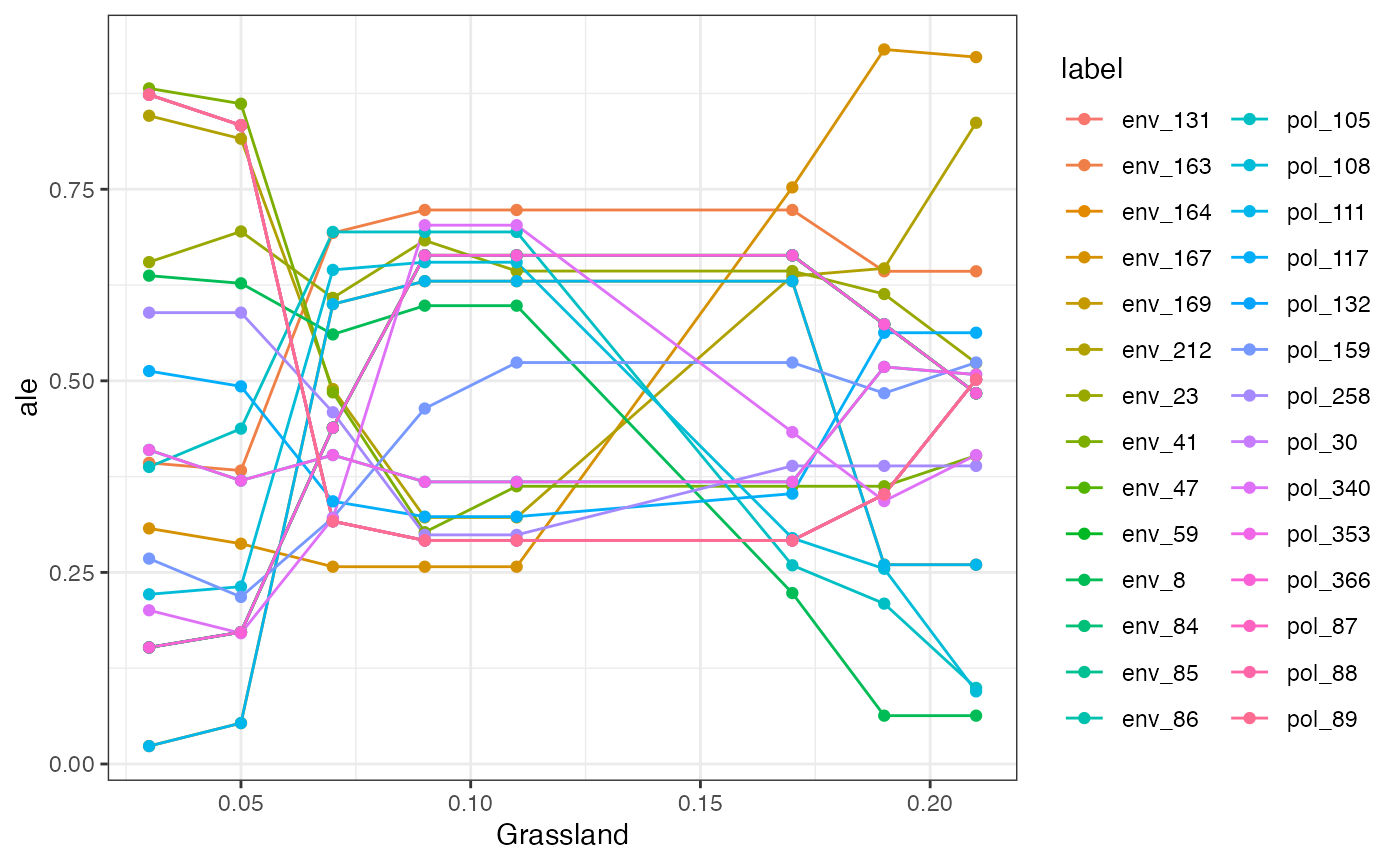 label
env_131 pol_105
env_163 pol_108
env_164 pol_111
env_167 pol_117
env_169 pol_132
env_212 pol_159
env_23 pol_258
env_41 pol_30
env_47 pol_340
env_59 pol_353
env_8 pol_366
env_84 pol_87
env_85 pol_88
env_86 pol_89
ale
0.75
0.50
0.25
0.00
0.05 0.10 0.15 0.20
Grassland